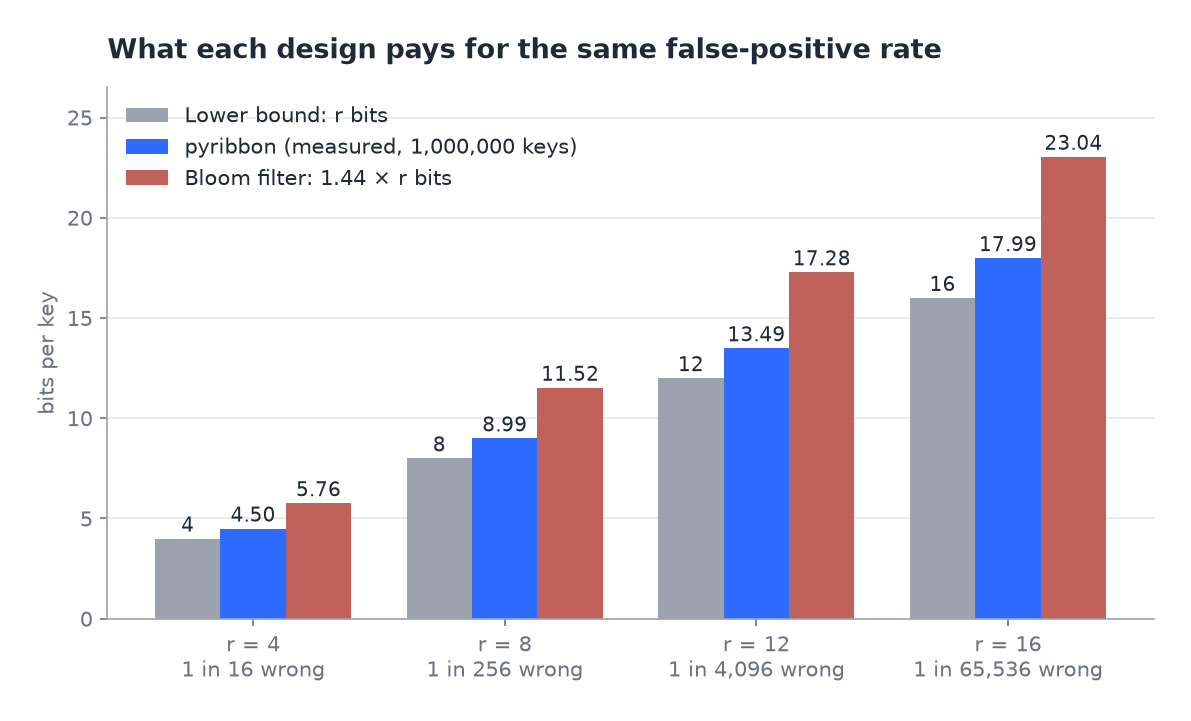 What each design pays for the same false-positive rate
Lower bound: r bits
pyribbon (measured, 1,000,000 keys)
Bloom filter: 1.44 × r bits
bits per key
25
20
15
10
5
0
4
4.50
5.76
8
8.99
11.52
12
13.49
17.28
16
17.99
23.04
r = 4
1 in 16 wrong
r = 8
1 in 256 wrong
r = 12
1 in 4,096 wrong
r = 16
1 in 65,536 wrong